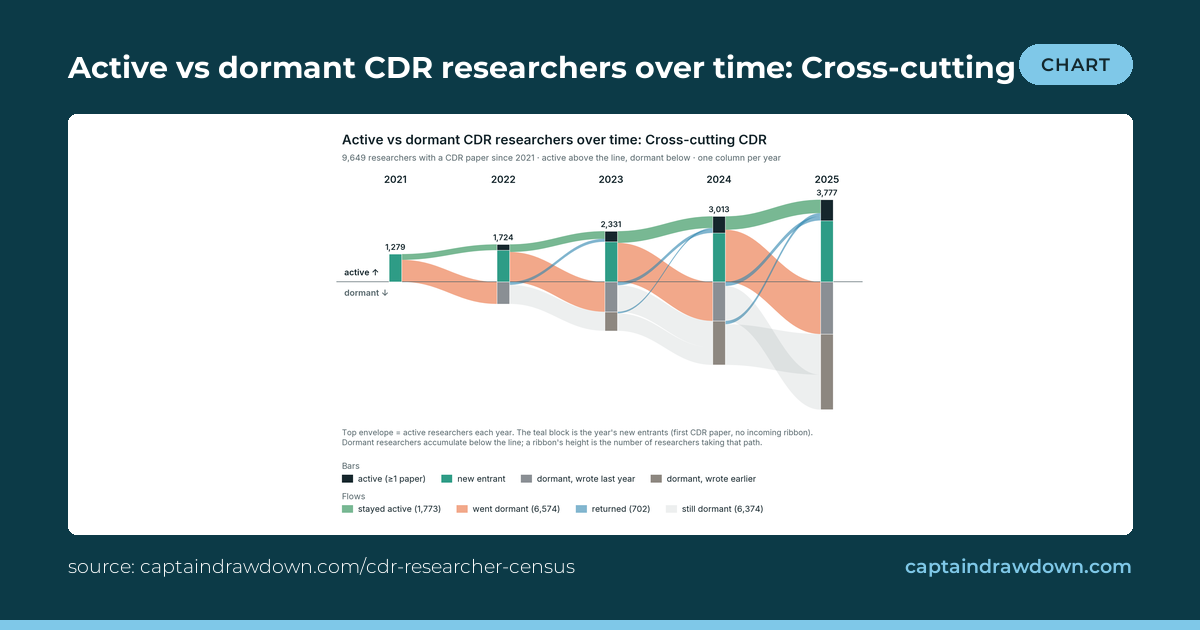 Active vs dormant CDR researchers over time: Cross-cutting
CHART
Active vs dormant CDR researchers over time: Cross-cutting CDR
9,649 researchers with a CDR paper since 2021 · active above the line, dormant below · one column per year
2021 2022 2023 2024 2025
3,777
3,013
2,331
1,724
1,279
active ↑
dormant ↓
Top envelope = active researchers each year. The teal block is the year's new entrants (first CDR paper, no incoming ribbon).
Dormant researchers accumulate below the line; a ribbon's height is the number of researchers taking that path.
Bars
active (≥1 paper) new entrant dormant, wrote last year dormant, wrote earlier
Flows
stayed active (1,773) went dormant (6,574) returned (702) still dormant (6,374)
source: captaindrawdown.com/cdr-researcher-census
captaindrawdown.com